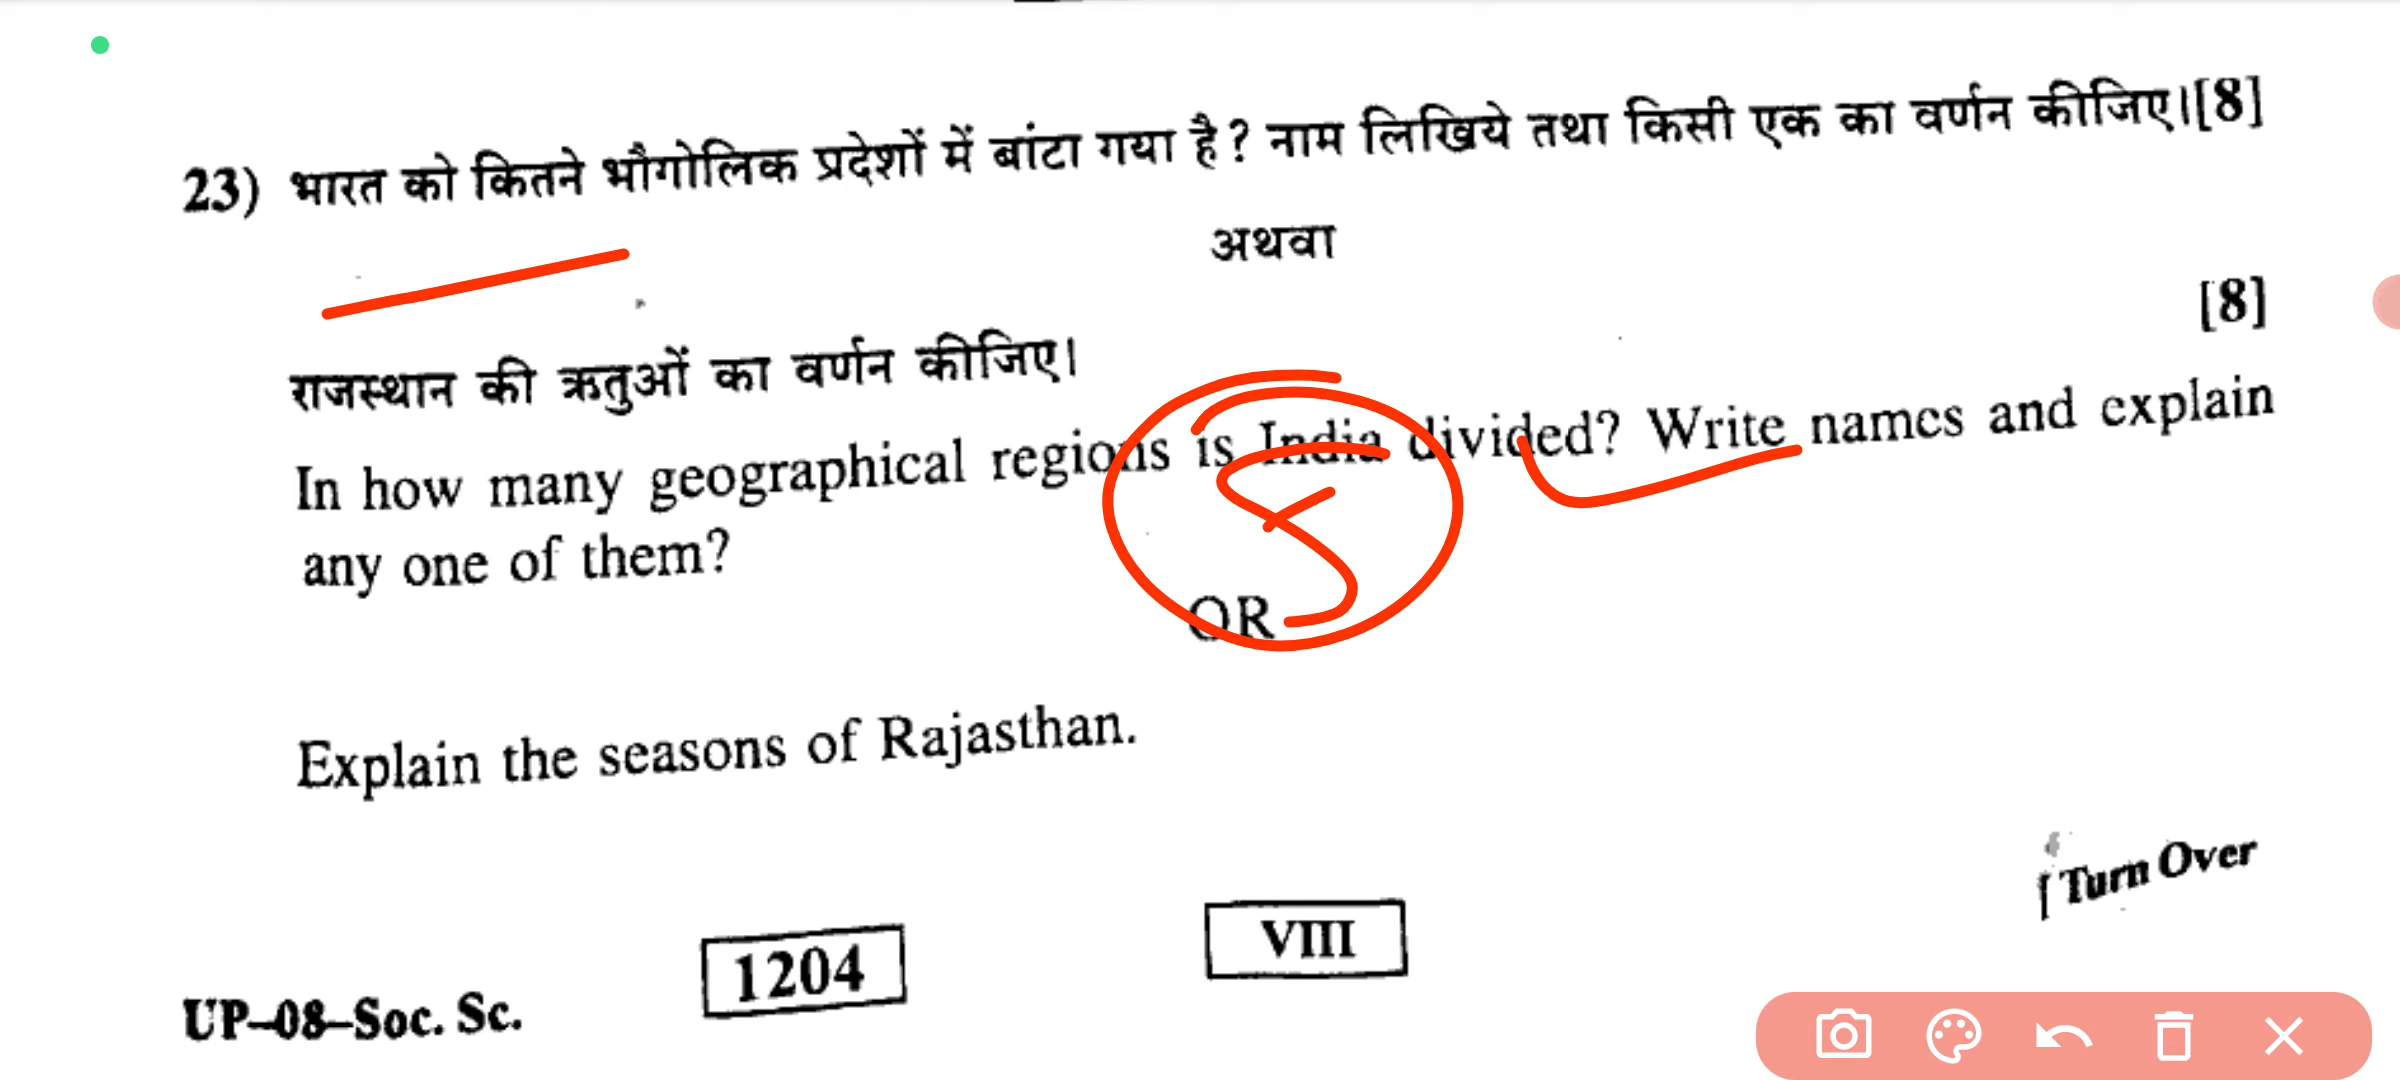 23) भारत को कितने भौगोलिक प्रदेशों में बांटा गया है? नाम लिखिये तथा किसी एक का वर्णन कीजिए।[8]
अथवा
[8]
राजस्थान की ऋतुओं का वर्णन कीजिए।
In how many geographical regions is India divided? Write names and explain
any one of them?
OR
Explain the seasons of Rajasthan.
[Turn Over
UP–08–Soc. Sc. 1204 VIII